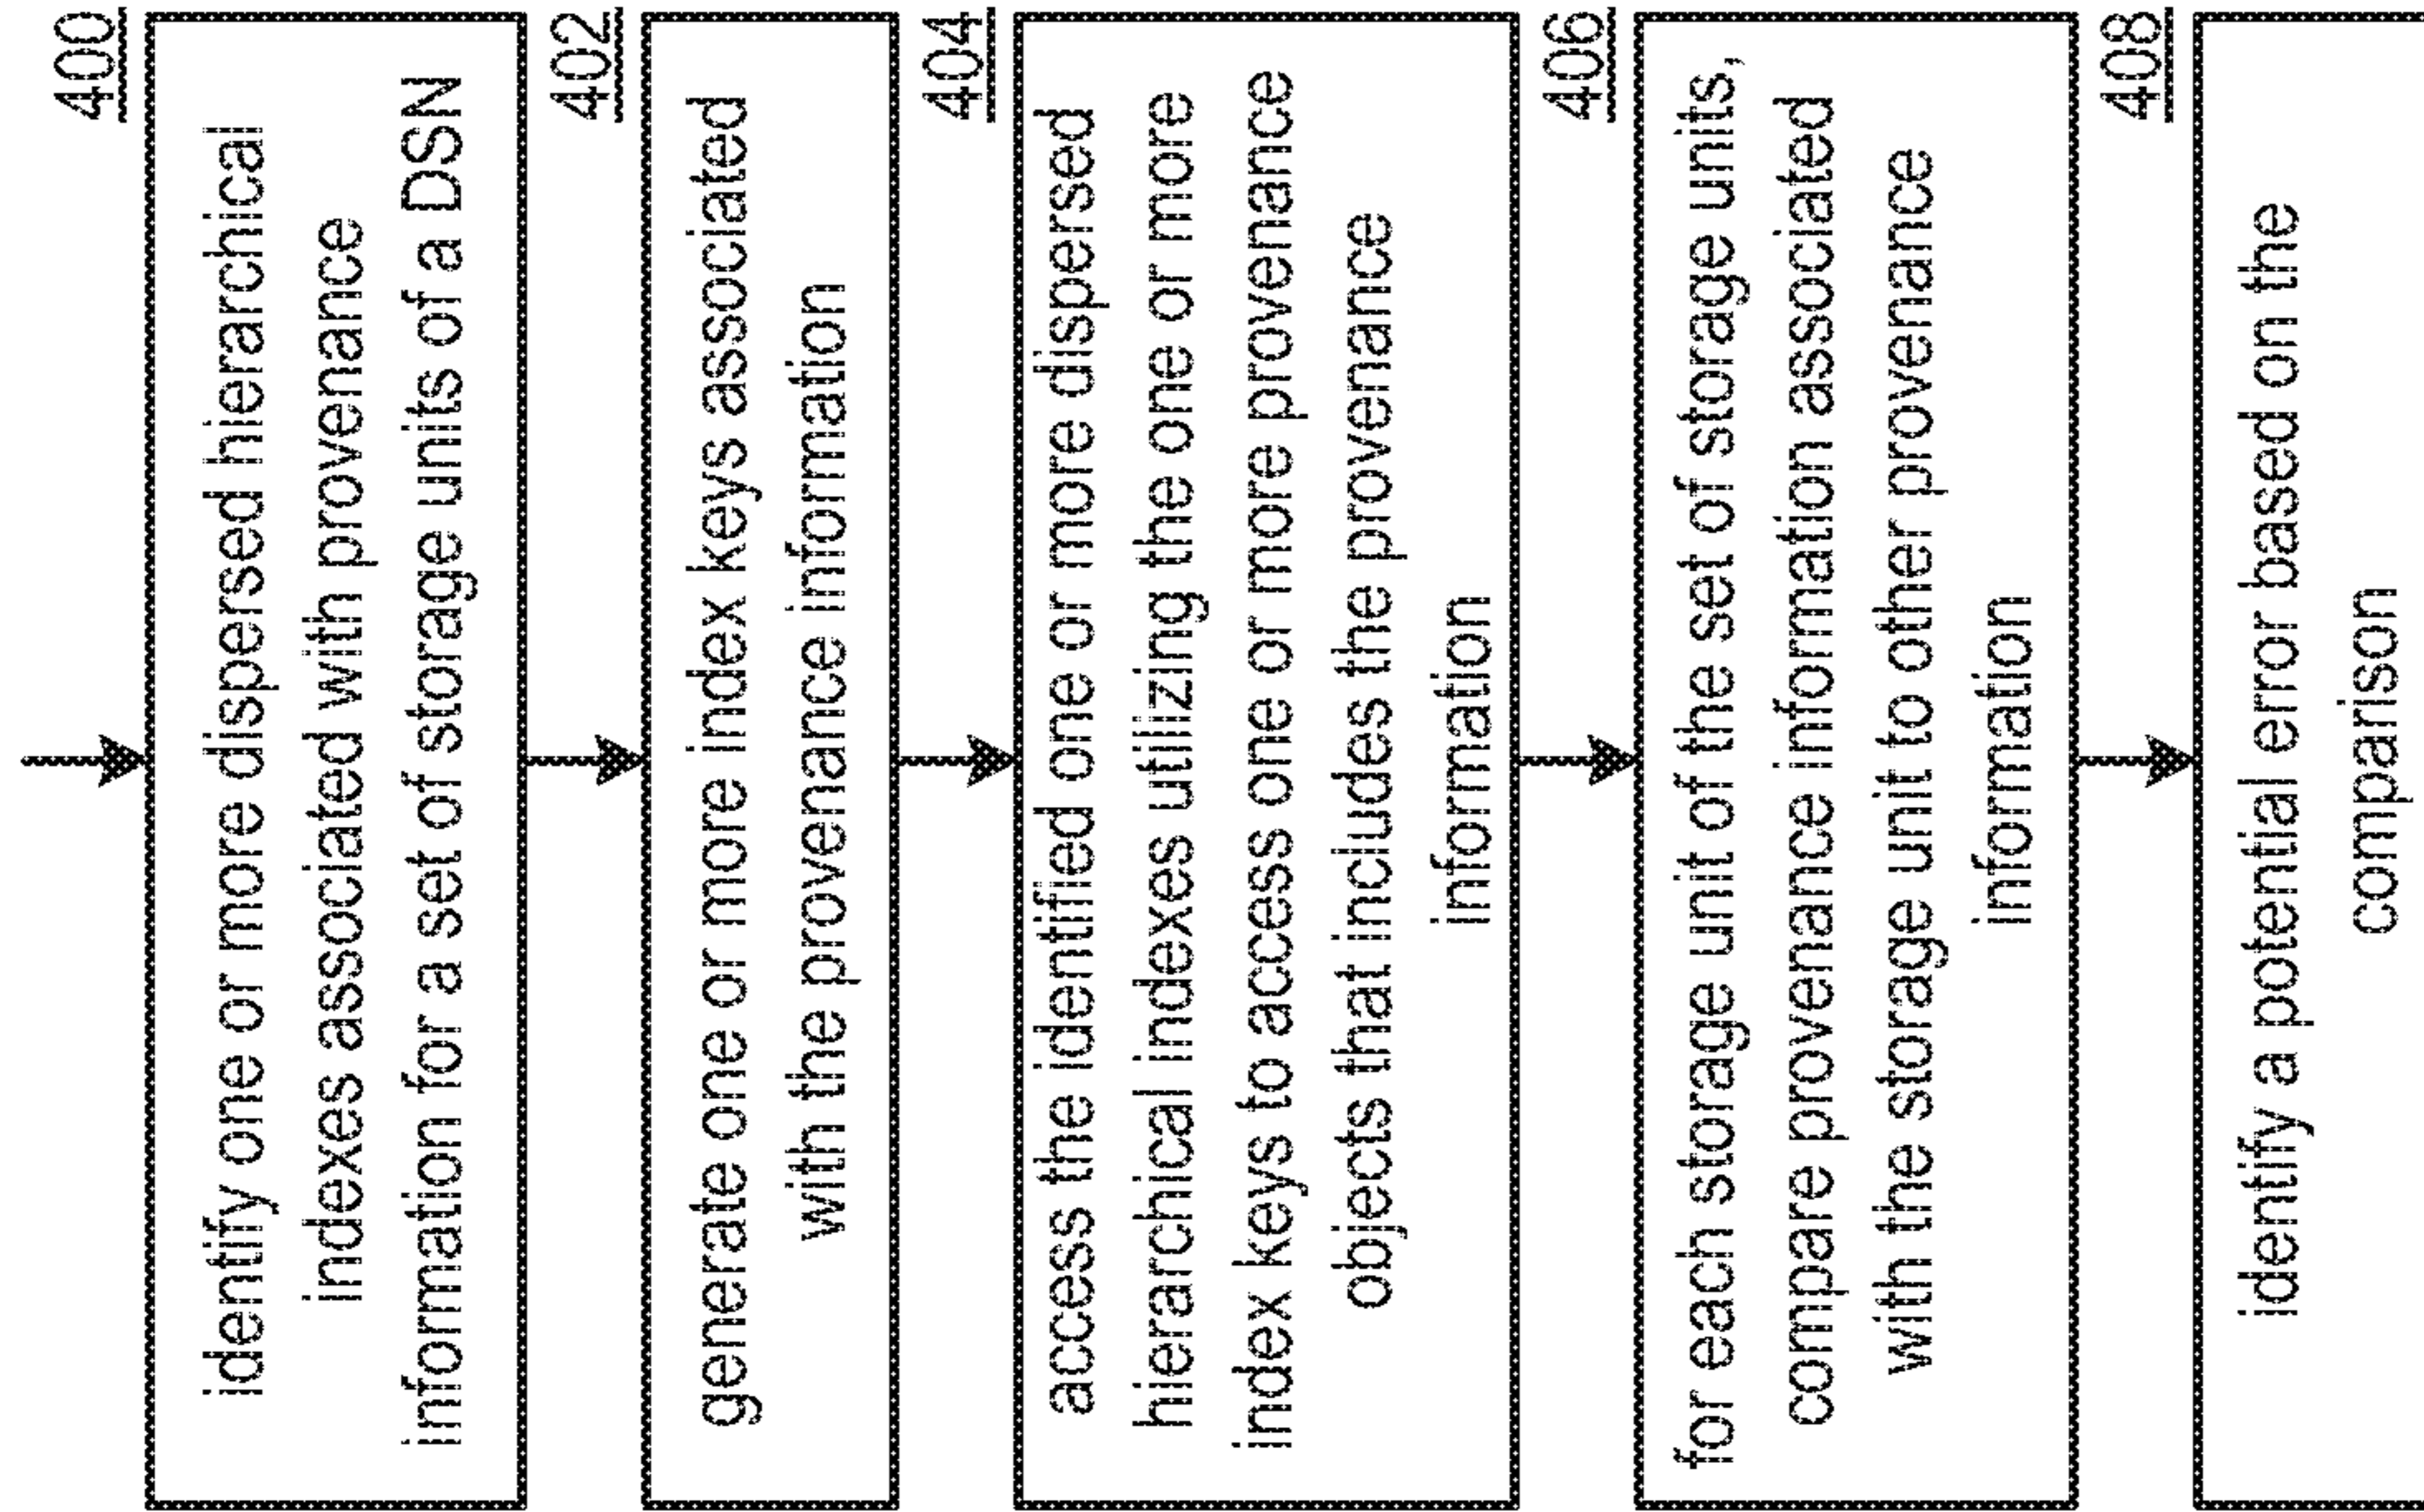 400
identify one or more dispersed hierarchical
indexes associated with provenance
information for a set of storage units of a DSN
402
generate one or more index keys associated
with the provenance information
404
access the identified one or more dispersed
hierarchical indexes utilizing the one or more
index keys to access one or more provenance
objects that includes the provenance
information
406
for each storage unit of the set of storage units,
compare provenance information associated
with the storage unit to other provenance
information
408
identify a potential error based on the
comparison